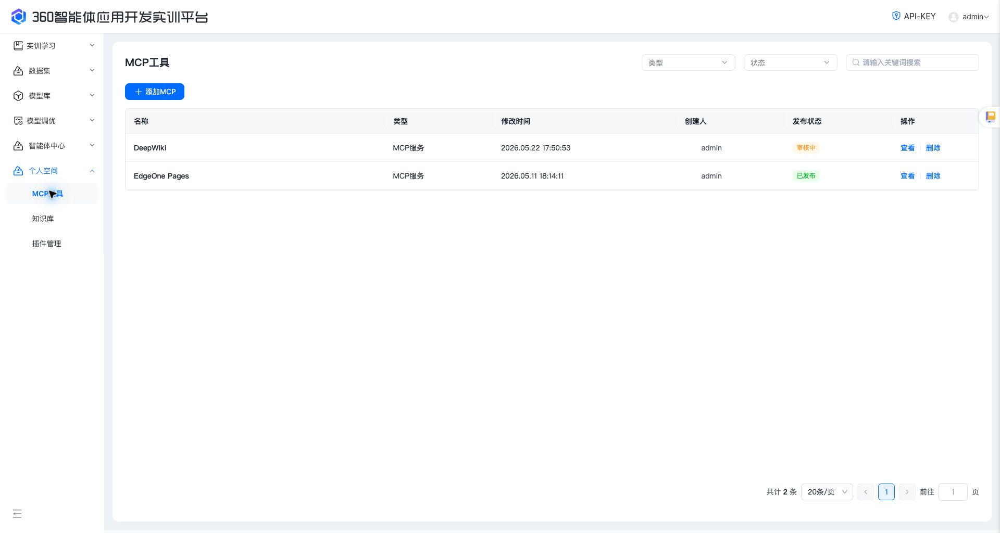 360智能体应用开发实训平台
API-KEY
admin
实训学习
数据集
模型库
模型调优
智能体中心
个人空间
MCP工具
知识库
插件管理
MCP工具
类型
状态
请输入关键词搜索
添加MCP
名称 类型 修改时间 创建人 发布状态 操作
DeepWIki MCP服务 2026.05.22 17:50:53 admin 审核中 查看 删除
EdgeOne Pages MCP服务 2026.05.11 18:14:11 admin 已发布 查看 删除
共计 2 条 20条/页 1 前往 1 页